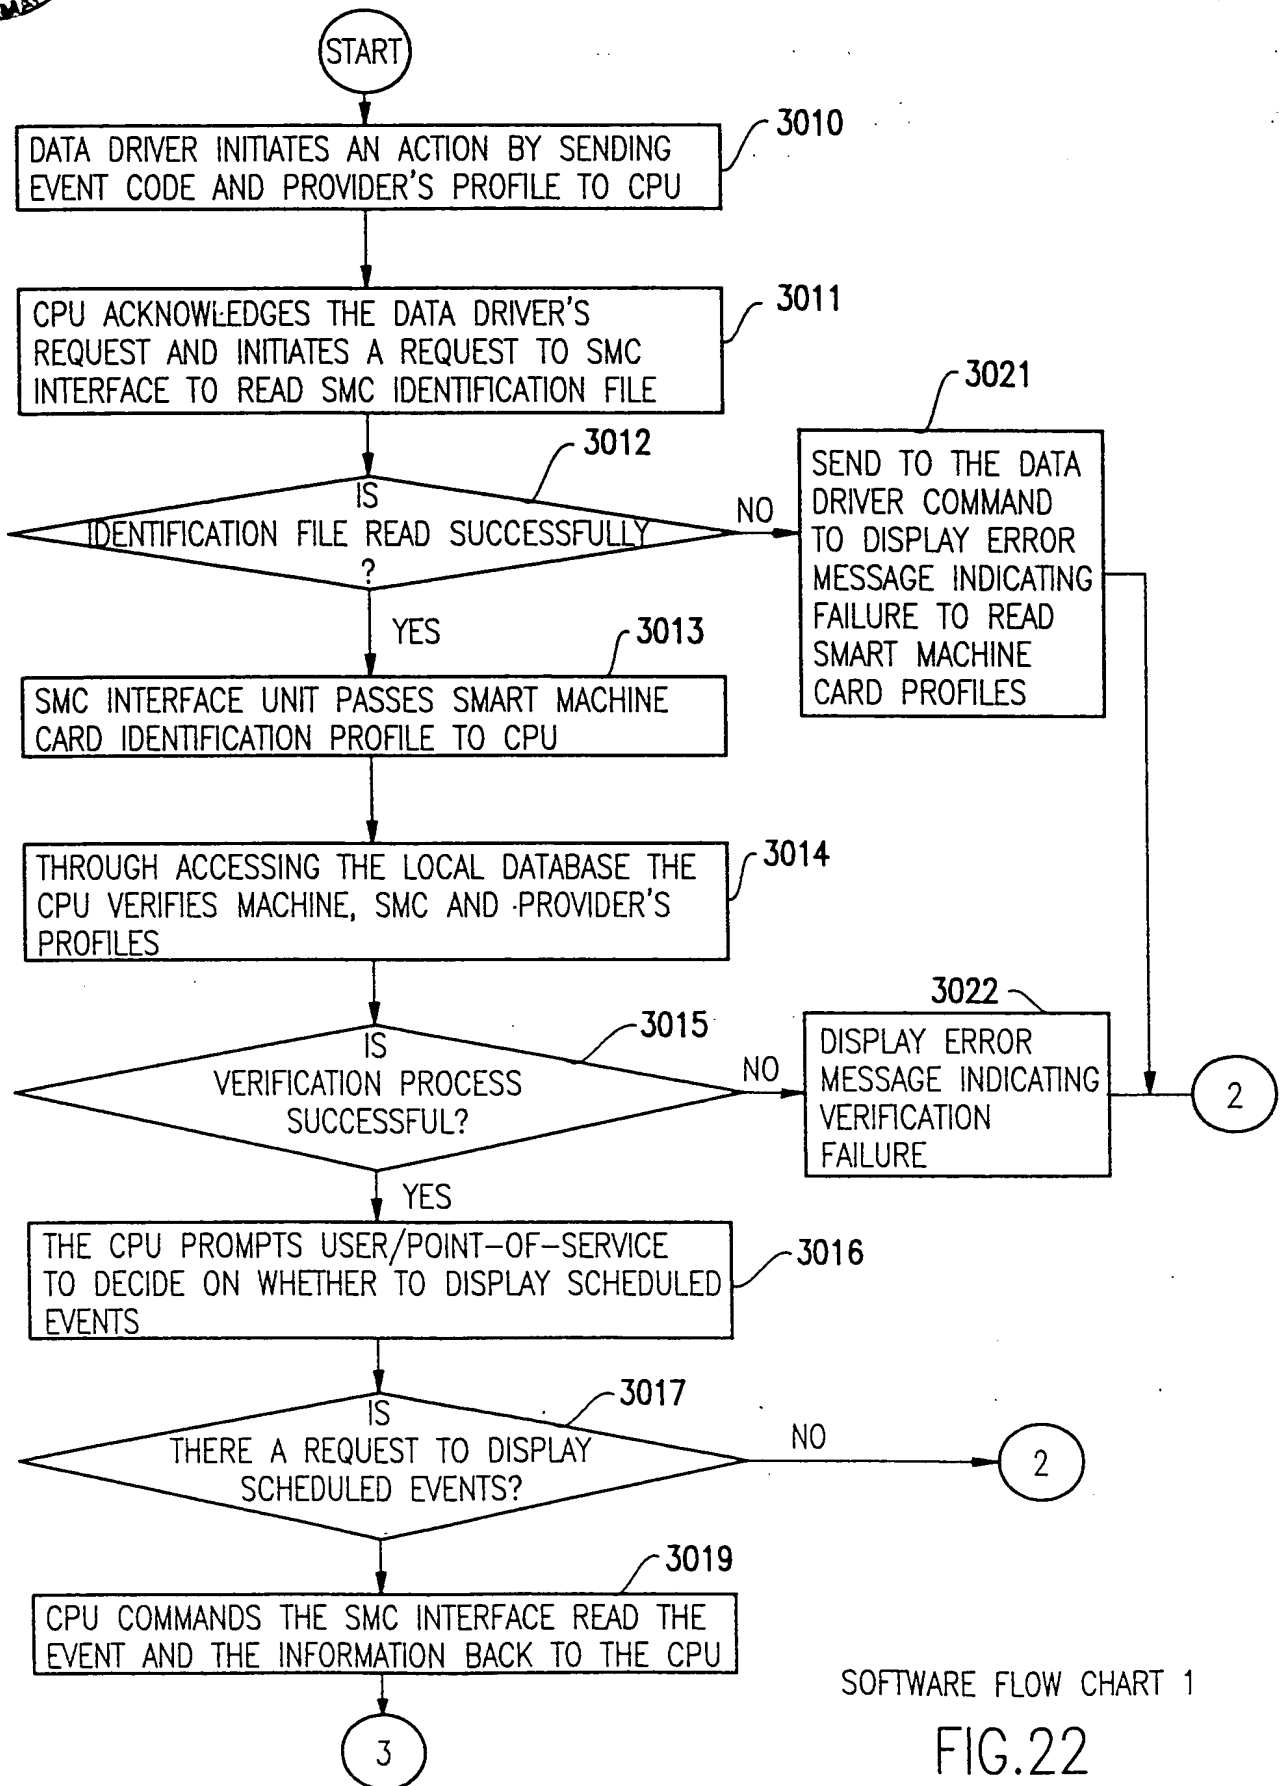 START
3010
DATA DRIVER INITIATES AN ACTION BY SENDING
EVENT CODE AND PROVIDER'S PROFILE TO CPU
3011
CPU ACKNOWLEDGES THE DATA DRIVER'S
REQUEST AND INITIATES A REQUEST TO SMC
INTERFACE TO READ SMC IDENTIFICATION FILE
3012
IS
IDENTIFICATION FILE READ SUCCESSFULLY
?
NO
3021
SEND TO THE DATA
DRIVER COMMAND
TO DISPLAY ERROR
MESSAGE INDICATING
FAILURE TO READ
SMART MACHINE
CARD PROFILES
YES
3013
SMC INTERFACE UNIT PASSES SMART MACHINE
CARD IDENTIFICATION PROFILE TO CPU
3014
THROUGH ACCESSING THE LOCAL DATABASE THE
CPU VERIFIES MACHINE, SMC AND PROVIDER'S
PROFILES
3015
IS
VERIFICATION PROCESS
SUCCESSFUL?
NO
3022
DISPLAY ERROR
MESSAGE INDICATING
VERIFICATION
FAILURE
2
YES
3016
THE CPU PROMPTS USER/POINT-OF-SERVICE
TO DECIDE ON WHETHER TO DISPLAY SCHEDULED
EVENTS
3017
IS
THERE A REQUEST TO DISPLAY
SCHEDULED EVENTS?
NO
2
3019
CPU COMMANDS THE SMC INTERFACE READ THE
EVENT AND THE INFORMATION BACK TO THE CPU
3
SOFTWARE FLOW CHART 1
FIG.22